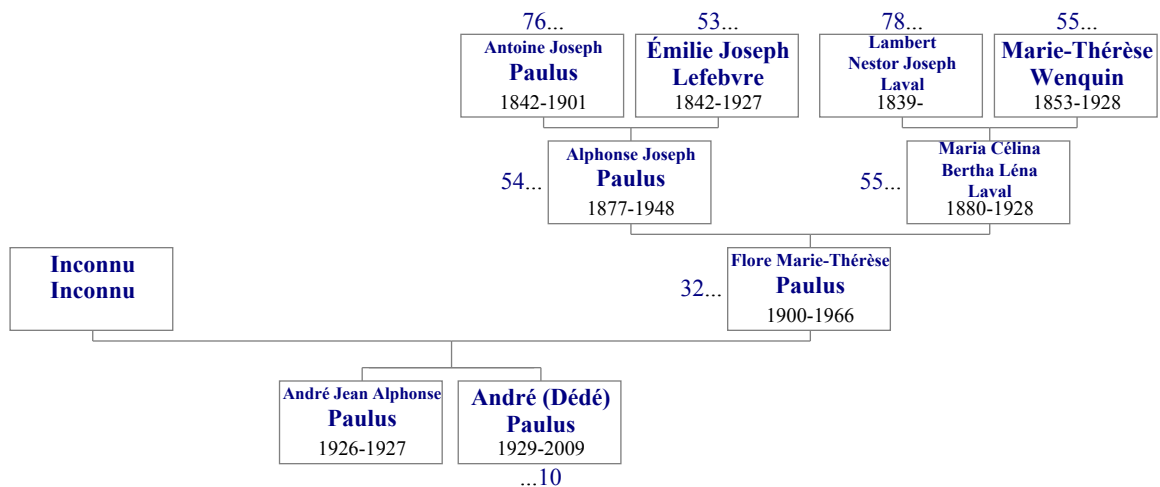 76...
53...
78...
55...
Antoine Joseph
Paulus
1842-1901
Émilie Joseph
Lefebvre
1842-1927
Lambert
Nestor Joseph
Laval
1839-
Marie-Thérèse
Wenquin
1853-1928
54...
Alphonse Joseph
Paulus
1877-1948
55...
Maria Célina
Bertha Léna
Laval
1880-1928
Inconnu
Inconnu
32...
Flore Marie-Thérèse
Paulus
1900-1966
André Jean Alphonse
Paulus
1926-1927
André (Dédé)
Paulus
1929-2009
...10